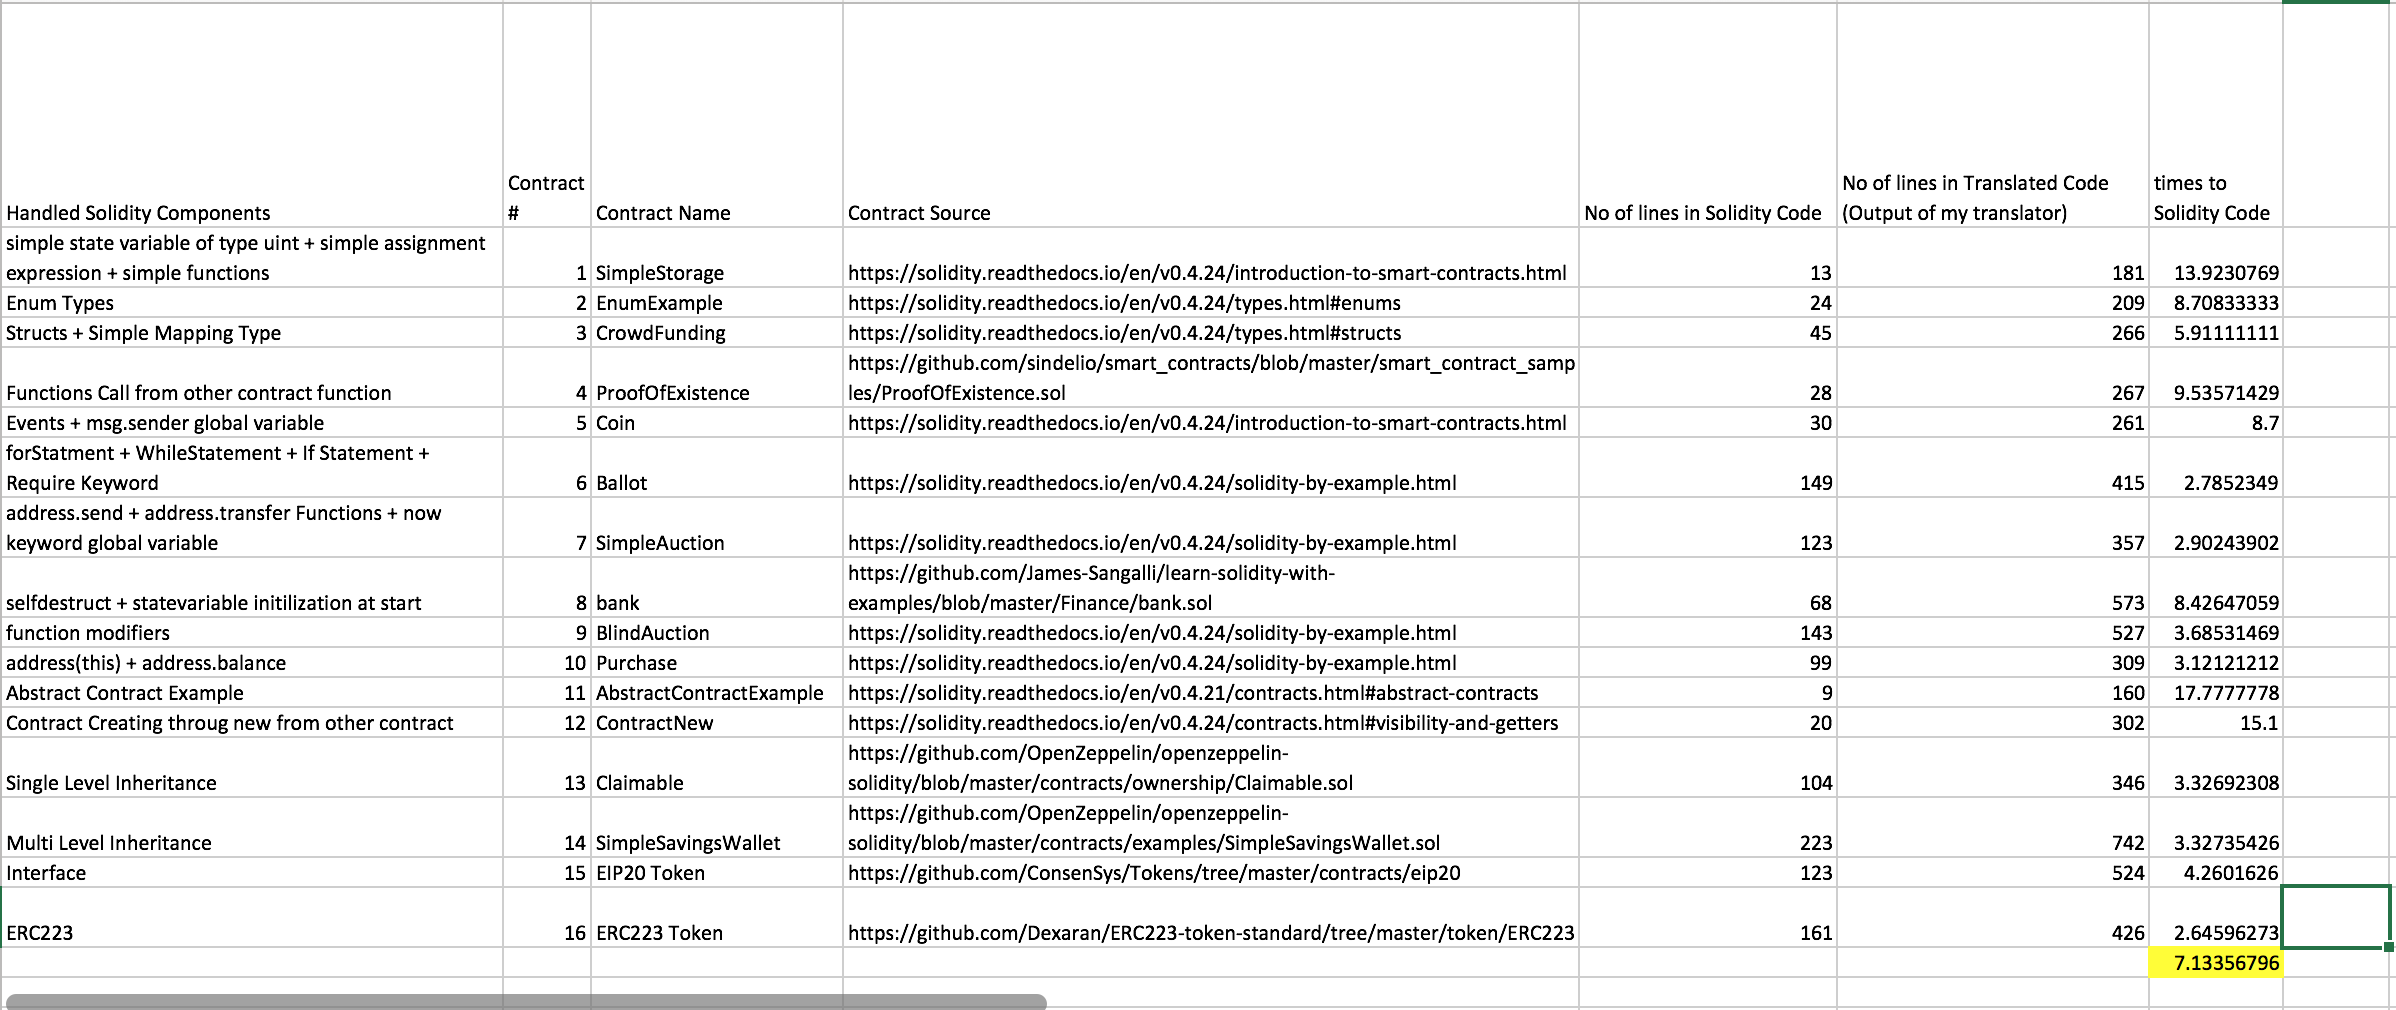 Handled Solidity Components	Contract #	Contract Name	Contract Source	No of lines in Solidity Code	No of lines in Translated Code (Output of my translator)	times to Solidity Code
simple state variable of type uint + simple assignment expression + simple functions	1	SimpleStorage	https://solidity.readthedocs.io/en/v0.4.24/introduction-to-smart-contracts.html	13	181	13.9230769
Enum Types	2	EnumExample	https://solidity.readthedocs.io/en/v0.4.24/types.html#enums	24	209	8.70833333
Structs + Simple Mapping Type	3	CrowdFunding	https://solidity.readthedocs.io/en/v0.4.24/types.html#structs	45	266	5.91111111
Functions Call from other contract function	4	ProofOfExistence	https://github.com/sindelio/smart_contracts/blob/master/smart_contract_samples/ProofOfExistence.sol	28	267	9.53571429
Events + msg.sender global variable	5	Coin	https://solidity.readthedocs.io/en/v0.4.24/introduction-to-smart-contracts.html	30	261	8.7
forStatment + WhileStatement + If Statement + Require Keyword	6	Ballot	https://solidity.readthedocs.io/en/v0.4.24/solidity-by-example.html	149	415	2.7852349
address.send + address.transfer Functions + now keyword global variable	7	SimpleAuction	https://solidity.readthedocs.io/en/v0.4.24/solidity-by-example.html	123	357	2.90243902
selfdestruct + statevariable initilization at start	8	bank	https://github.com/James-Sangalli/learn-solidity-with-examples/blob/master/Finance/bank.sol	68	573	8.42647059
function modifiers	9	BlindAuction	https://solidity.readthedocs.io/en/v0.4.24/solidity-by-example.html	143	527	3.68531469
address(this) + address.balance	10	Purchase	https://solidity.readthedocs.io/en/v0.4.24/solidity-by-example.html	99	309	3.12121212
Abstract Contract Example	11	AbstractContractExample	https://solidity.readthedocs.io/en/v0.4.21/contracts.html#abstract-contracts	9	160	17.7777778
Contract Creating throug new from other contract	12	ContractNew	https://solidity.readthedocs.io/en/v0.4.24/contracts.html#visibility-and-getters	20	302	15.1
Single Level Inheritance	13	Claimable	https://github.com/OpenZeppelin/openzeppelin-solidity/blob/master/contracts/ownership/Claimable.sol	104	346	3.32692308
Multi Level Inheritance	14	SimpleSavingsWallet	https://github.com/OpenZeppelin/openzeppelin-solidity/blob/master/contracts/examples/SimpleSavingsWallet.sol	223	742	3.32735426
Interface	15	EIP20 Token	https://github.com/ConsenSys/Tokens/tree/master/contracts/eip20	123	524	4.2601626
ERC223	16	ERC223 Token	https://github.com/Dexaran/ERC223-token-standard/tree/master/token/ERC223	161	426	2.64596273
7.13356796